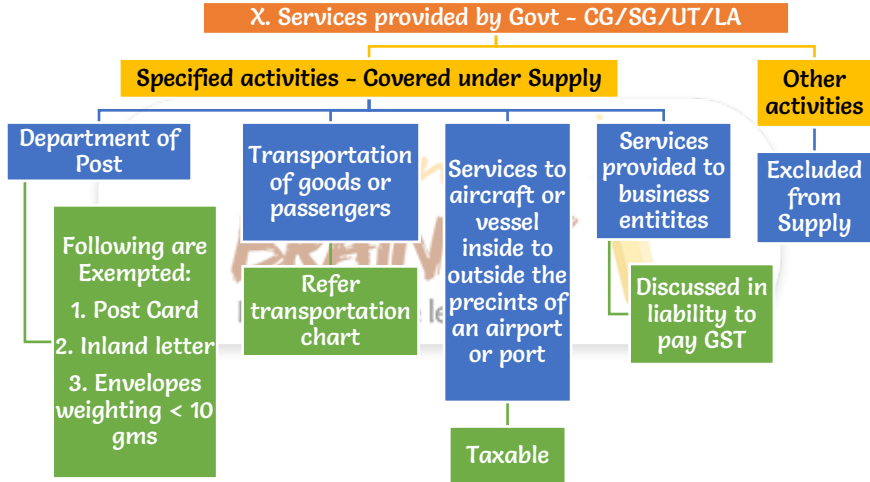 X. Services provided by Govt - CG/SG/UT/LA
Specified activities - Covered under Supply
Other
activities
Department of
Post
Transportation
of goods or
passengers
Services to
aircraft or
vessel
inside to
outside the
precints of
an airport
or port
Services
provided to
business
entitites
Excluded
from
Supply
Following are
Exempted:
1. Post Card
2. Inland letter
3. Envelopes
weighting < 10
gms
Refer
transportation
chart
Discussed in
liability to
pay GST
Taxable